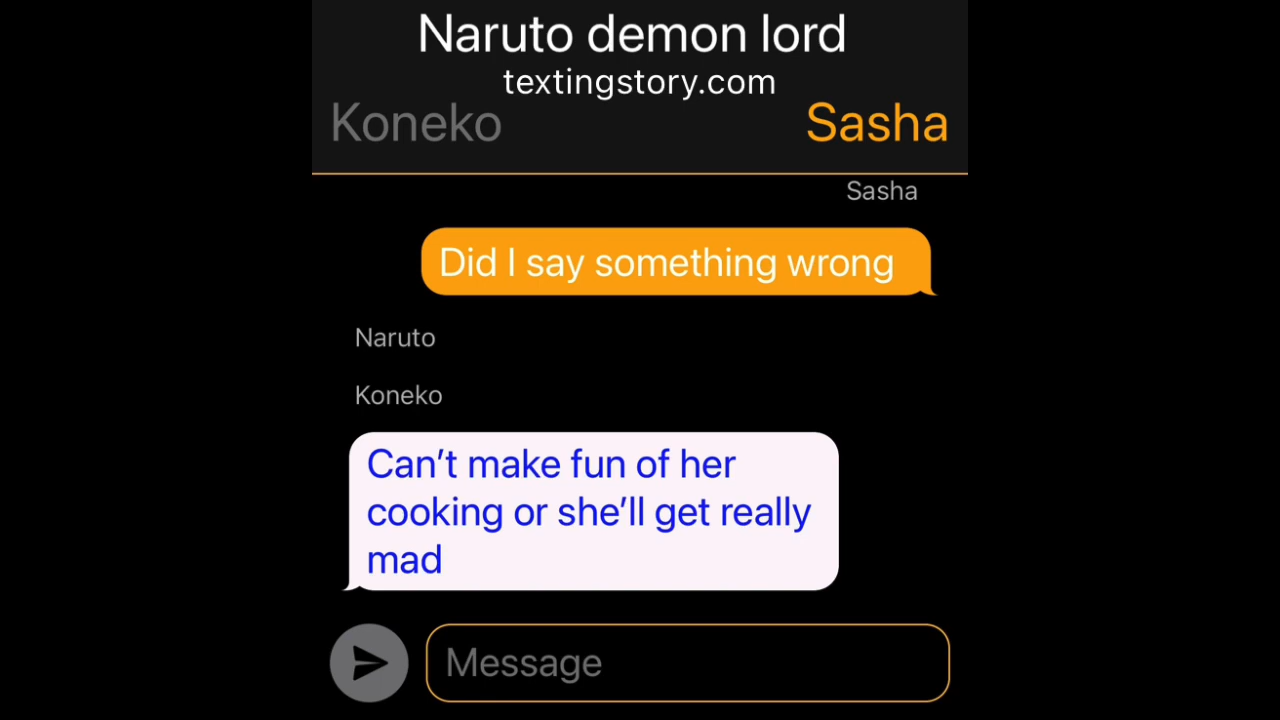 Naruto demon lord
textingstory.com
Koneko Sasha
Sasha
Did I say something wrong
Naruto
Koneko
Can’t make fun of her
cooking or she’ll get really
mad
Message